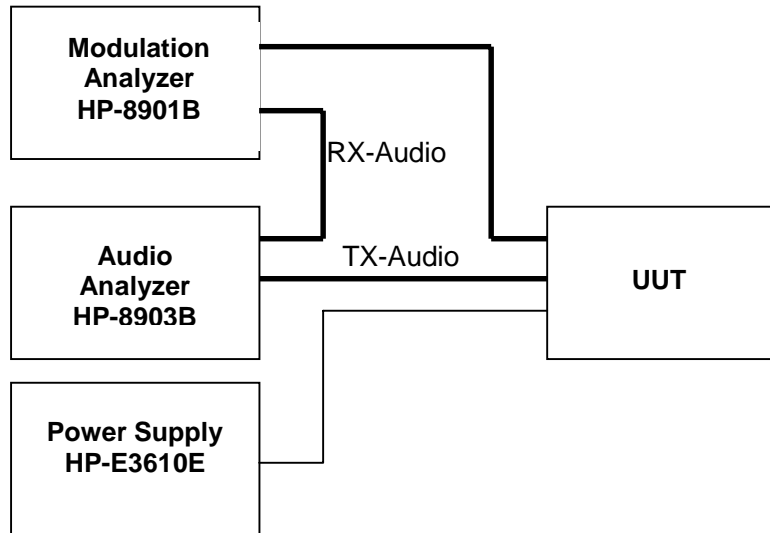 Modulation
Analyzer
HP-8901B
RX-Audio
Audio
Analyzer
HP-8903B
TX-Audio
UUT
Power Supply
HP-E3610E